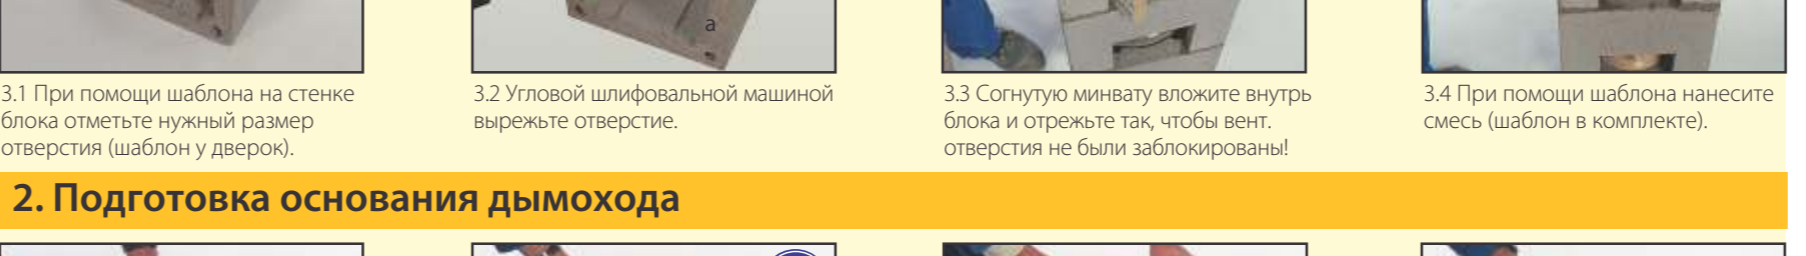 а
3.1 При помощи шаблона на стенке
блока отметьте нужный размер
отверстия (шаблон у дверок).
3.2 Угловой шлифовальной машиной
вырежьте отверстие.
3.3 Согнутую минвату вложите внутрь
блока и отрежьте так, чтобы вент.
отверстия не были заблокированы!
3.4 При помощи шаблона нанесите
смесь (шаблон в комплекте).
2. Подготовка основания дымохода